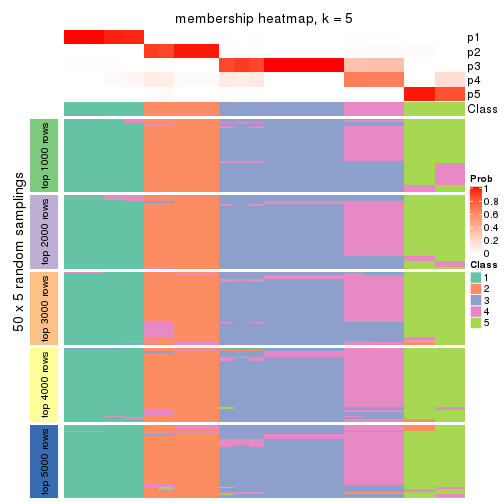 membership heatmap, k = 5
p1
p2
p3
p4
p5
Class
50 x 5 random samplings
top 1000 rows
top 2000 rows
top 3000 rows
top 4000 rows
top 5000 rows
Prob
1
0.8
0.6
0.4
0.2
0
Class
1
2
3
4
5